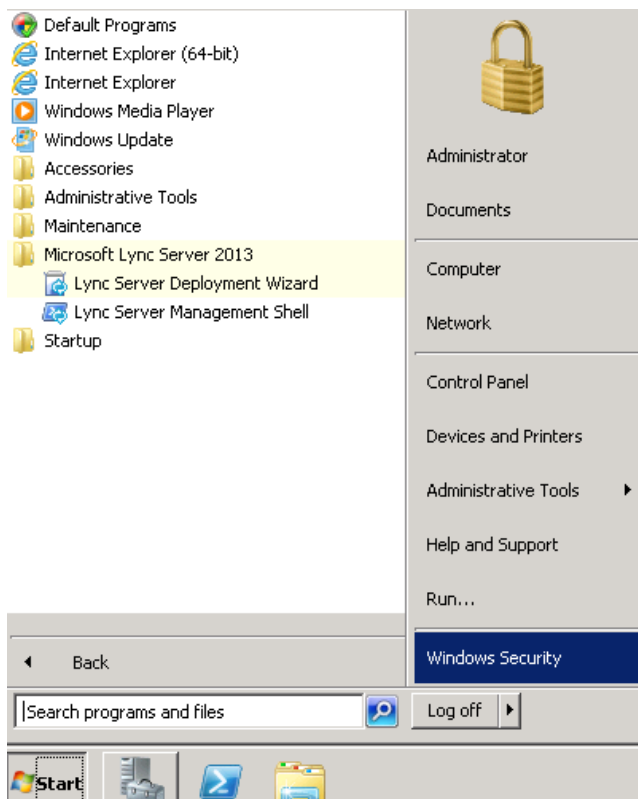 Default Programs
Internet Explorer (64-bit)
Internet Explorer
Windows Media Player
Windows Update
Accessories
Administrative Tools
Maintenance
Microsoft Lync Server 2013
Lync Server Deployment Wizard
Lync Server Management Shell
Startup
Back
Search programs and files
Administrator
Documents
Computer
Network
Control Panel
Devices and Printers
Administrative Tools
Help and Support
Run...
Windows Security
Log off
Start